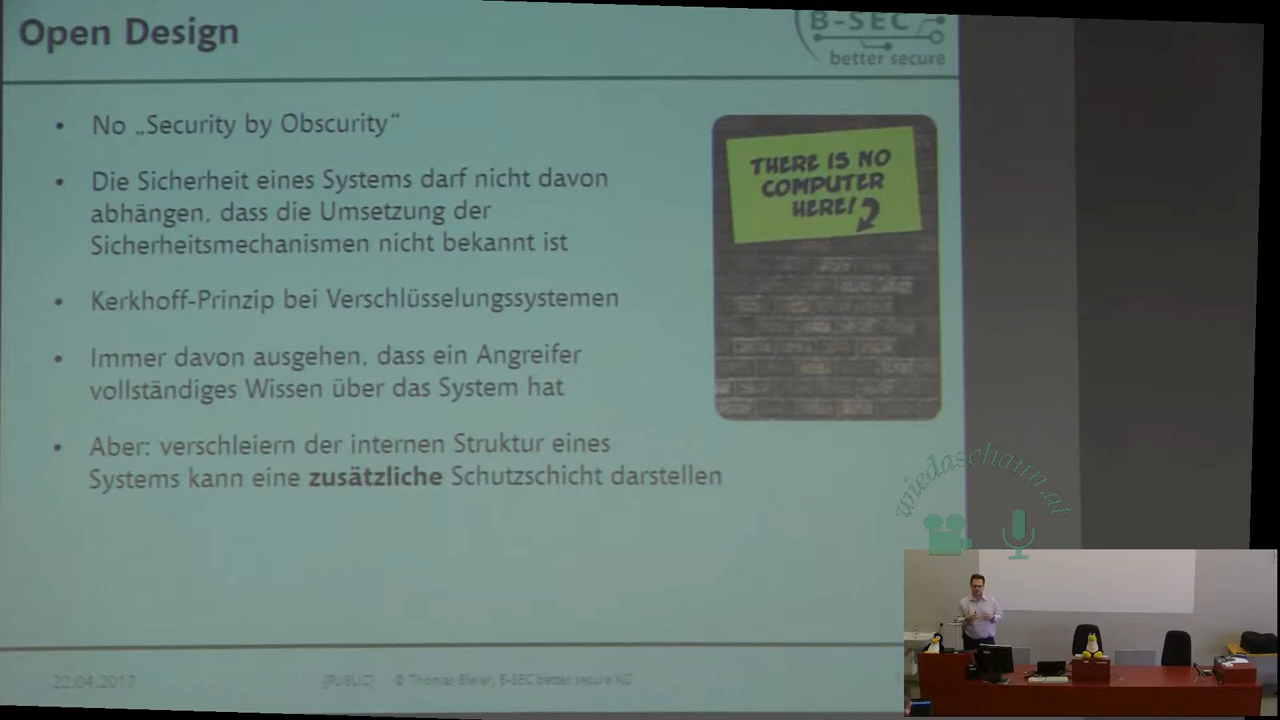 Open Design
B-SEC
better secure
• No „Security by Obscurity“
• Die Sicherheit eines Systems darf nicht davon
abhängen, dass die Umsetzung der
Sicherheitsmechanismen nicht bekannt ist
• Kerkhoff-Prinzip bei Verschlüsselungssystemen
• Immer davon ausgehen, dass ein Angreifer
vollständiges Wissen über das System hat
• Aber: verschleiern der internen Struktur eines
Systems kann eine zusätzliche Schutzschicht darstellen
THERE IS NO
COMPUTER
HERE!
wiedaschaun.at
22.04.2017
[PUBLIC] © Thomas Bleier, B-SEC better secure KG